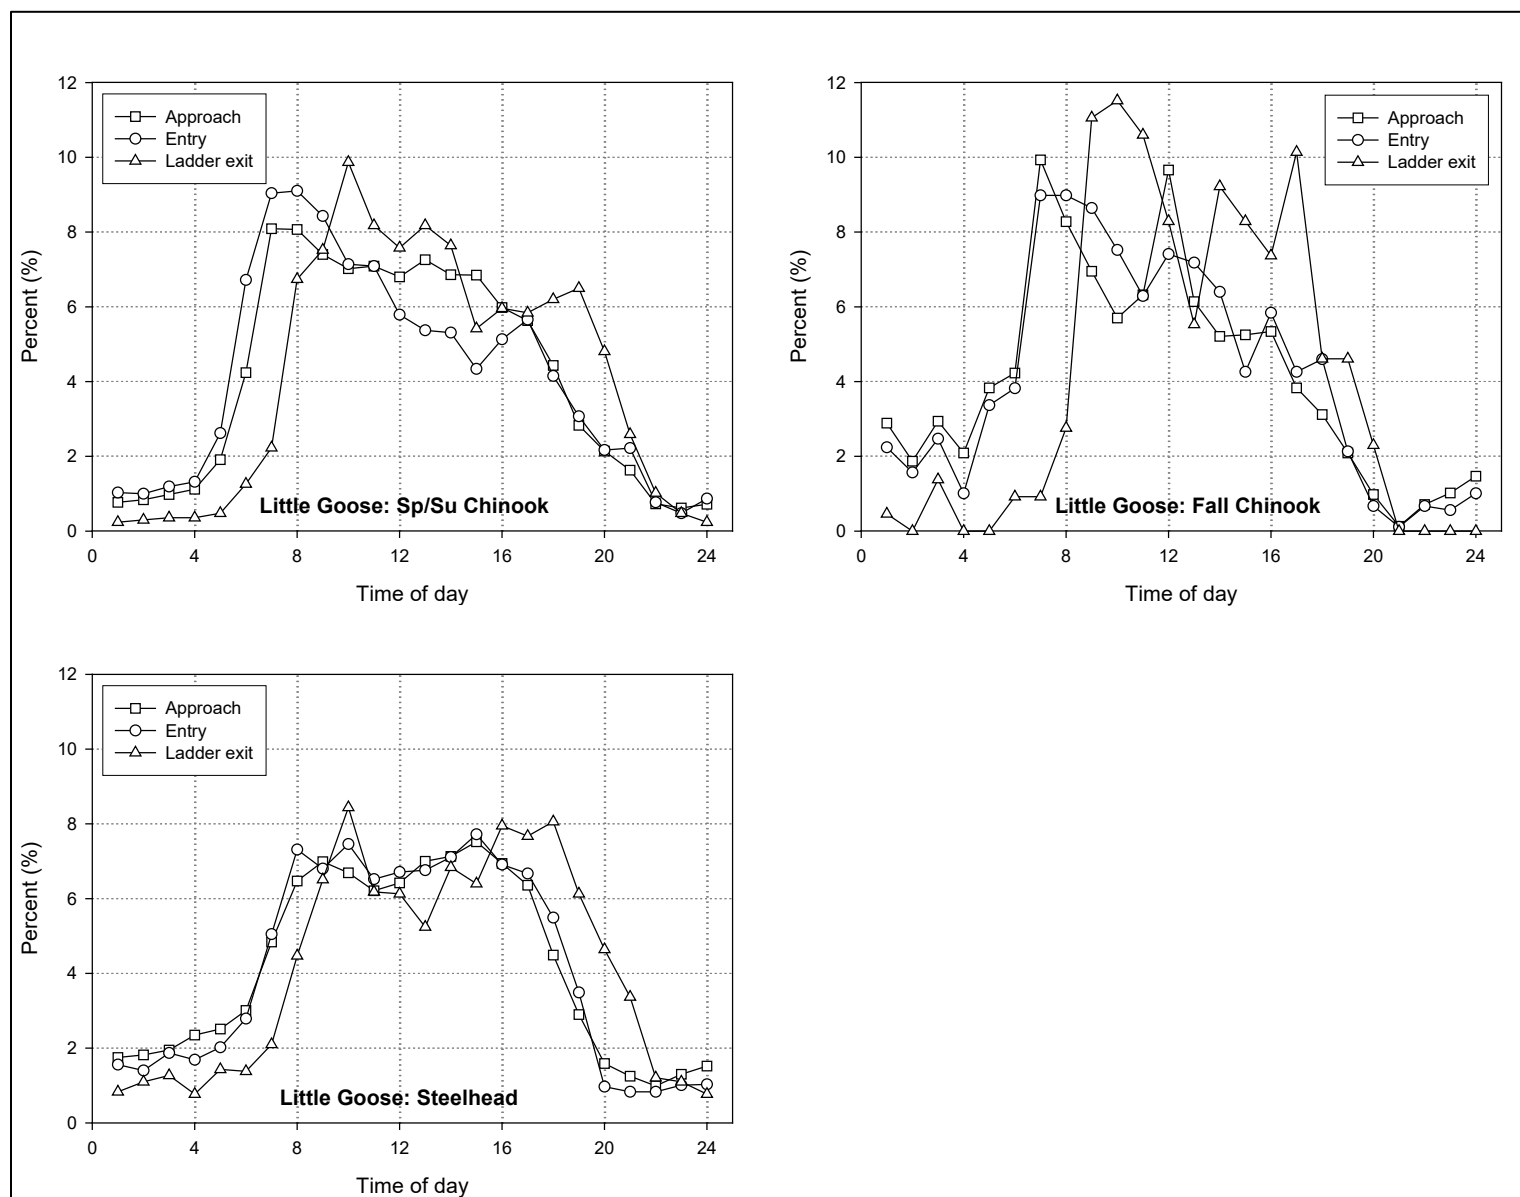 12
10
8
6
4
2
0
Percent (%)
Approach
Entry
Ladder exit
Little Goose: Sp/Su Chinook
0 4 8 12 16 20 24
Time of day
12
10
8
6
4
2
0
Percent (%)
Approach
Entry
Ladder exit
Little Goose: Fall Chinook
0 4 8 12 16 20 24
Time of day
12
10
8
6
4
2
0
Percent (%)
Approach
Entry
Ladder exit
Little Goose: Steelhead
0 4 8 12 16 20 24
Time of day